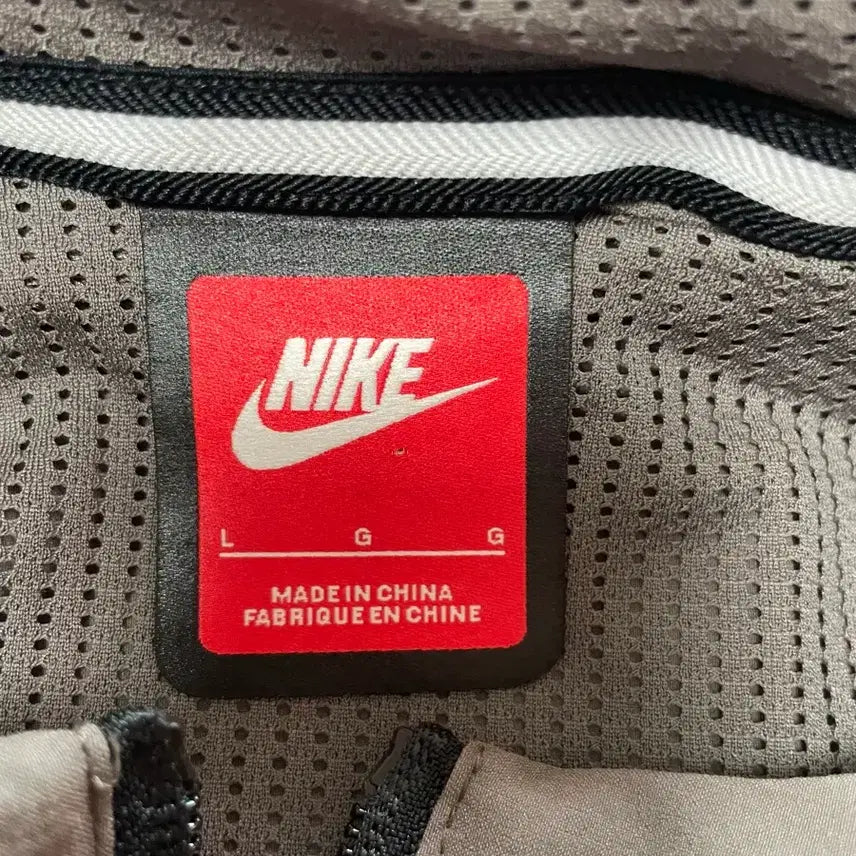 NIKE
L G G
MADE IN CHINA
FABRIQUE EN CHINE